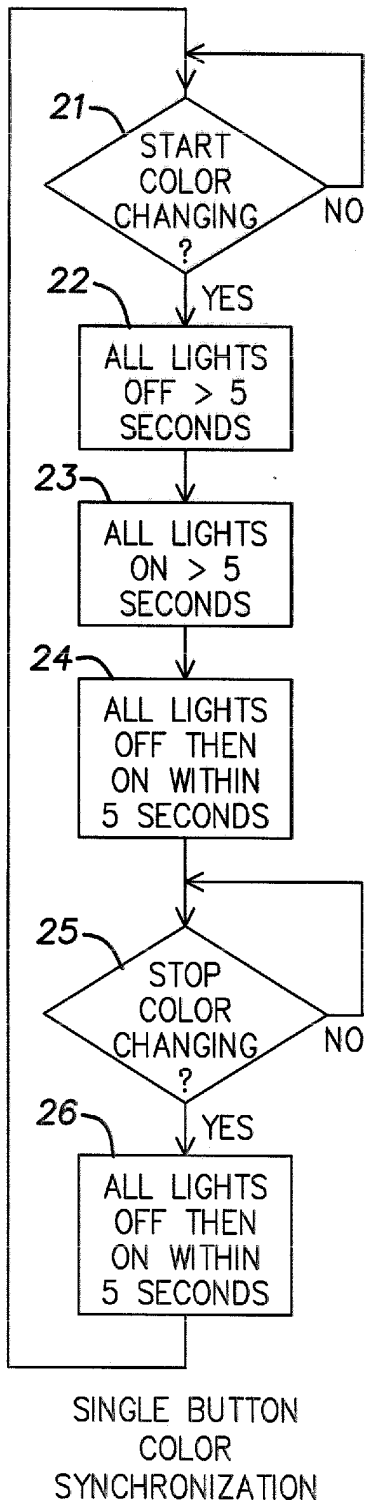 21
START
COLOR
CHANGING
?
NO
YES
22
ALL LIGHTS
OFF > 5
SECONDS
23
ALL LIGHTS
ON > 5
SECONDS
24
ALL LIGHTS
OFF THEN
ON WITHIN
5 SECONDS
25
STOP
COLOR
CHANGING
?
NO
YES
26
ALL LIGHTS
OFF THEN
ON WITHIN
5 SECONDS
SINGLE BUTTON
COLOR
SYNCHRONIZATION